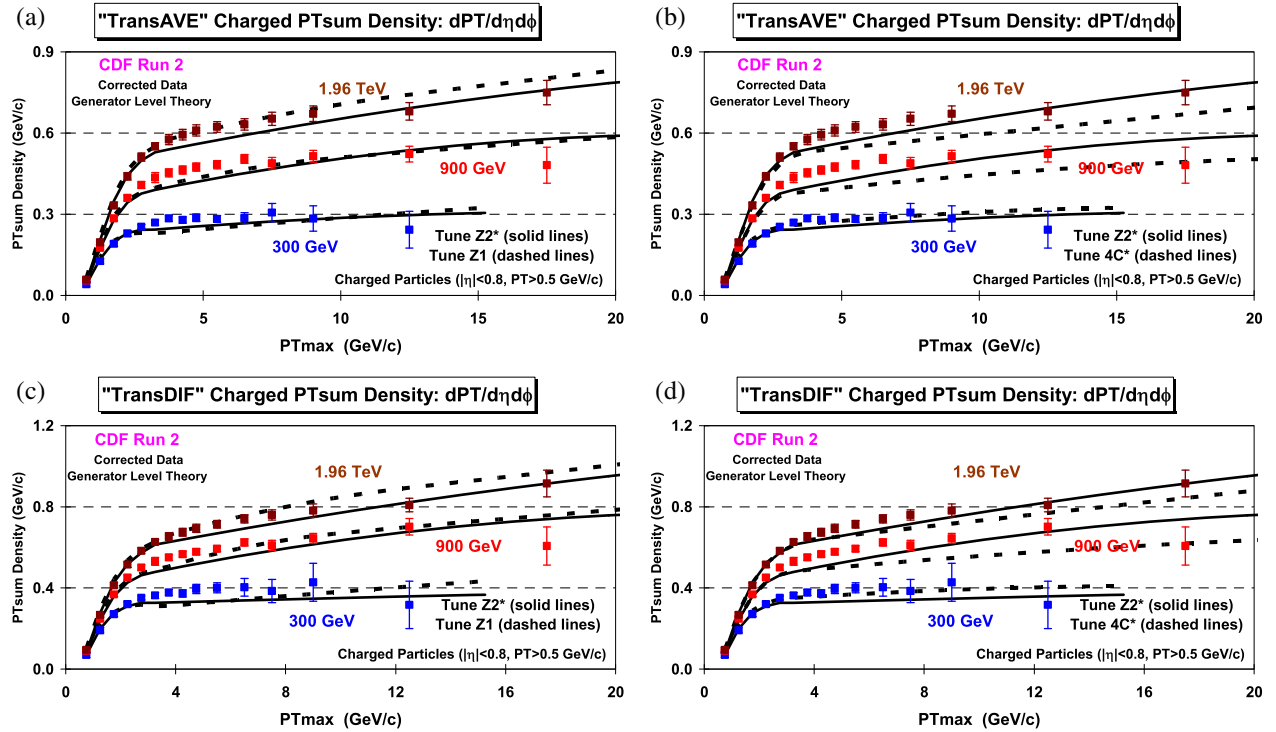 (a)
"TransAVE" Charged PTsum Density: dPT/dηdϕ
CDF Run 2
Corrected Data
Generator Level Theory
1.96 TeV
900 GeV
300 GeV
Tune Z2* (solid lines)
Tune Z1 (dashed lines)
Charged Particles (|η|<0.8, PT>0.5 GeV/c)
PTsum Density (GeV/c)
0.9
0.6
0.3
0.0
0 5 10 15 20
PTmax (GeV/c)
(b)
"TransAVE" Charged PTsum Density: dPT/dηdϕ
CDF Run 2
Corrected Data
Generator Level Theory
1.96 TeV
900 GeV
300 GeV
Tune Z2* (solid lines)
Tune 4C* (dashed lines)
Charged Particles (|η|<0.8, PT>0.5 GeV/c)
PTsum Density (GeV/c)
0.9
0.6
0.3
0.0
0 5 10 15 20
PTmax (GeV/c)
(c)
"TransDIF" Charged PTsum Density: dPT/dηdϕ
CDF Run 2
Corrected Data
Generator Level Theory
1.96 TeV
900 GeV
300 GeV
Tune Z2* (solid lines)
Tune Z1 (dashed lines)
Charged Particles (|η|<0.8, PT>0.5 GeV/c)
PTsum Density (GeV/c)
1.2
0.8
0.4
0.0
0 4 8 12 16 20
PTmax (GeV/c)
(d)
"TransDIF" Charged PTsum Density: dPT/dηdϕ
CDF Run 2
Corrected Data
Generator Level Theory
1.96 TeV
900 GeV
300 GeV
Tune Z2* (solid lines)
Tune 4C* (dashed lines)
Charged Particles (|η|<0.8, PT>0.5 GeV/c)
PTsum Density (GeV/c)
1.2
0.8
0.4
0.0
0 4 8 12 16 20
PTmax (GeV/c)